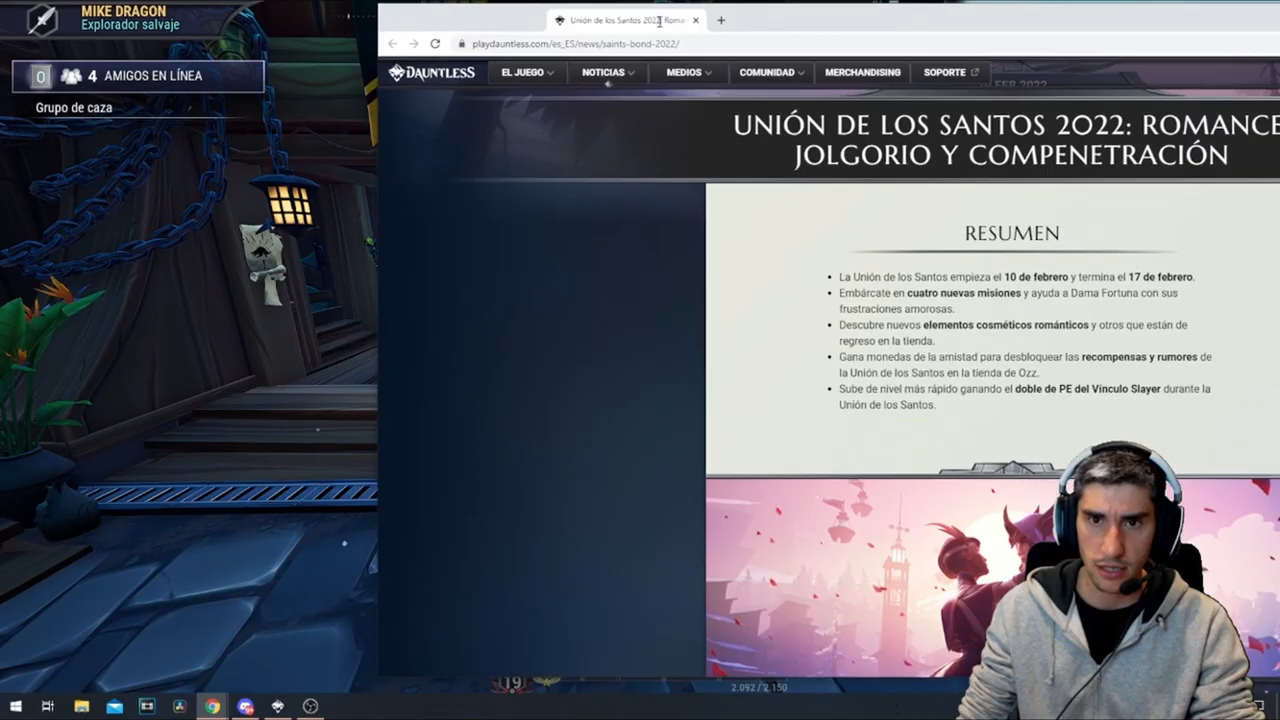 MIKE DRAGON
Explorador salvaje
0 4 AMIGOS EN LÍNEA
Grupo de caza
Unión de los Santos 2022: Roma
playdauntless.com/es_ES/news/saints-bond-2022/
DAUNTLESS EL JUEGO NOTICIAS MEDIOS COMUNIDAD MERCHANDISING SOPORTE
FEB 2022
UNIÓN DE LOS SANTOS 2022: ROMANCE
JOLGORIO Y COMPENETRACIÓN
RESUMEN
• La Unión de los Santos empieza el 10 de febrero y termina el 17 de febrero.
• Embárcate en cuatro nuevas misiones y ayuda a Dama Fortuna con sus
frustraciones amorosas.
• Descubre nuevos elementos cosméticos románticos y otros que están de
regreso en la tienda.
• Gana monedas de la amistad para desbloquear las recompensas y rumores de
la Unión de los Santos en la tienda de Ozz.
• Sube de nivel más rápido ganando el doble de PE del Vínculo Slayer durante la
Unión de los Santos.
19
2.092 / 2.150